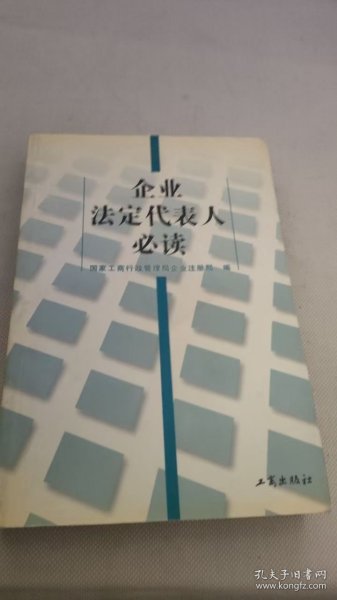 企业
法定代表人
必读
国家工商行政管理局企业注册局 编
工商出版社
孔夫子旧书网
www.kongfz.com